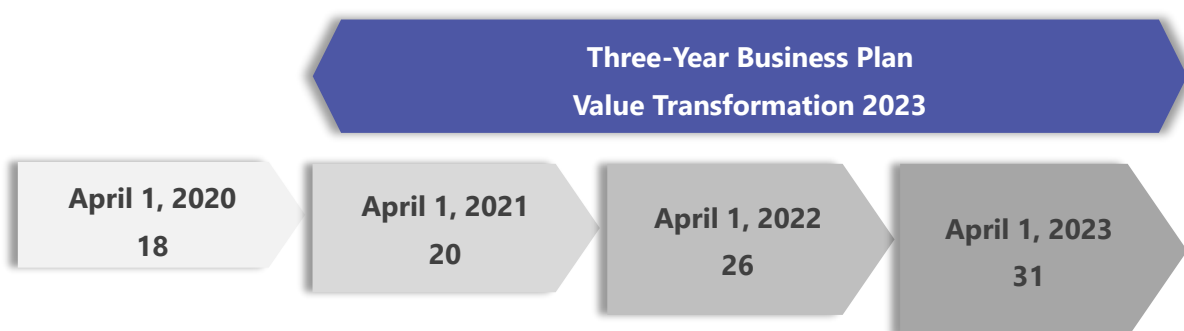 Three-Year Business Plan
Value Transformation 2023
April 1, 2020
18
April 1, 2021
20
April 1, 2022
26
April 1, 2023
31